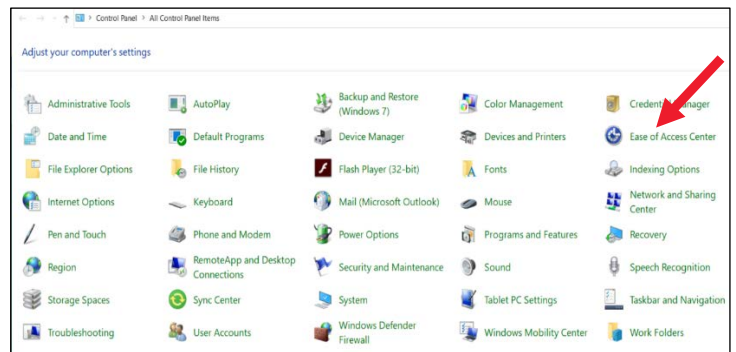 Control Panel > All Control Panel Items
Adjust your computer's settings
Administrative Tools
AutoPlay
Backup and Restore
(Windows 7)
Color Management
Date and Time
Default Programs
Device Manager
Devices and Printers
Ease of Access Center
File Explorer Options
File History
Flash Player (32-bit)
Fonts
Indexing Options
Internet Options
Keyboard
Mail (Microsoft Outlook)
Mouse
Network and Sharing
Center
Pen and Touch
Phone and Modem
Power Options
Programs and Features
Recovery
Region
RemoteApp and Desktop
Connections
Security and Maintenance
Sound
Speech Recognition
Storage Spaces
Sync Center
System
Tablet PC Settings
Taskbar and Navigation
Troubleshooting
User Accounts
Windows Defender
Firewall
Windows Mobility Center
Work Folders